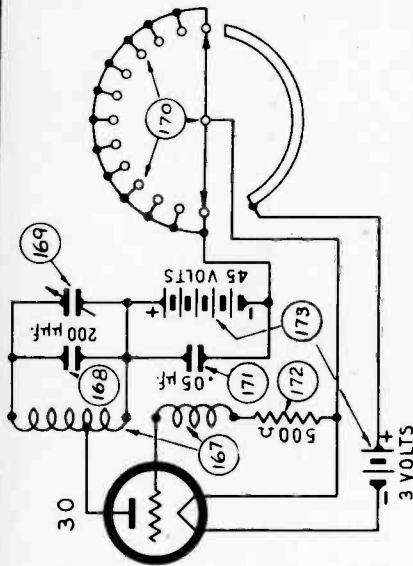 170
169
200 µµf.
168
+
45 VOLTS
-
173
.05 µf.
171
172
500 Ω
167
30
+
-
3 VOLTS